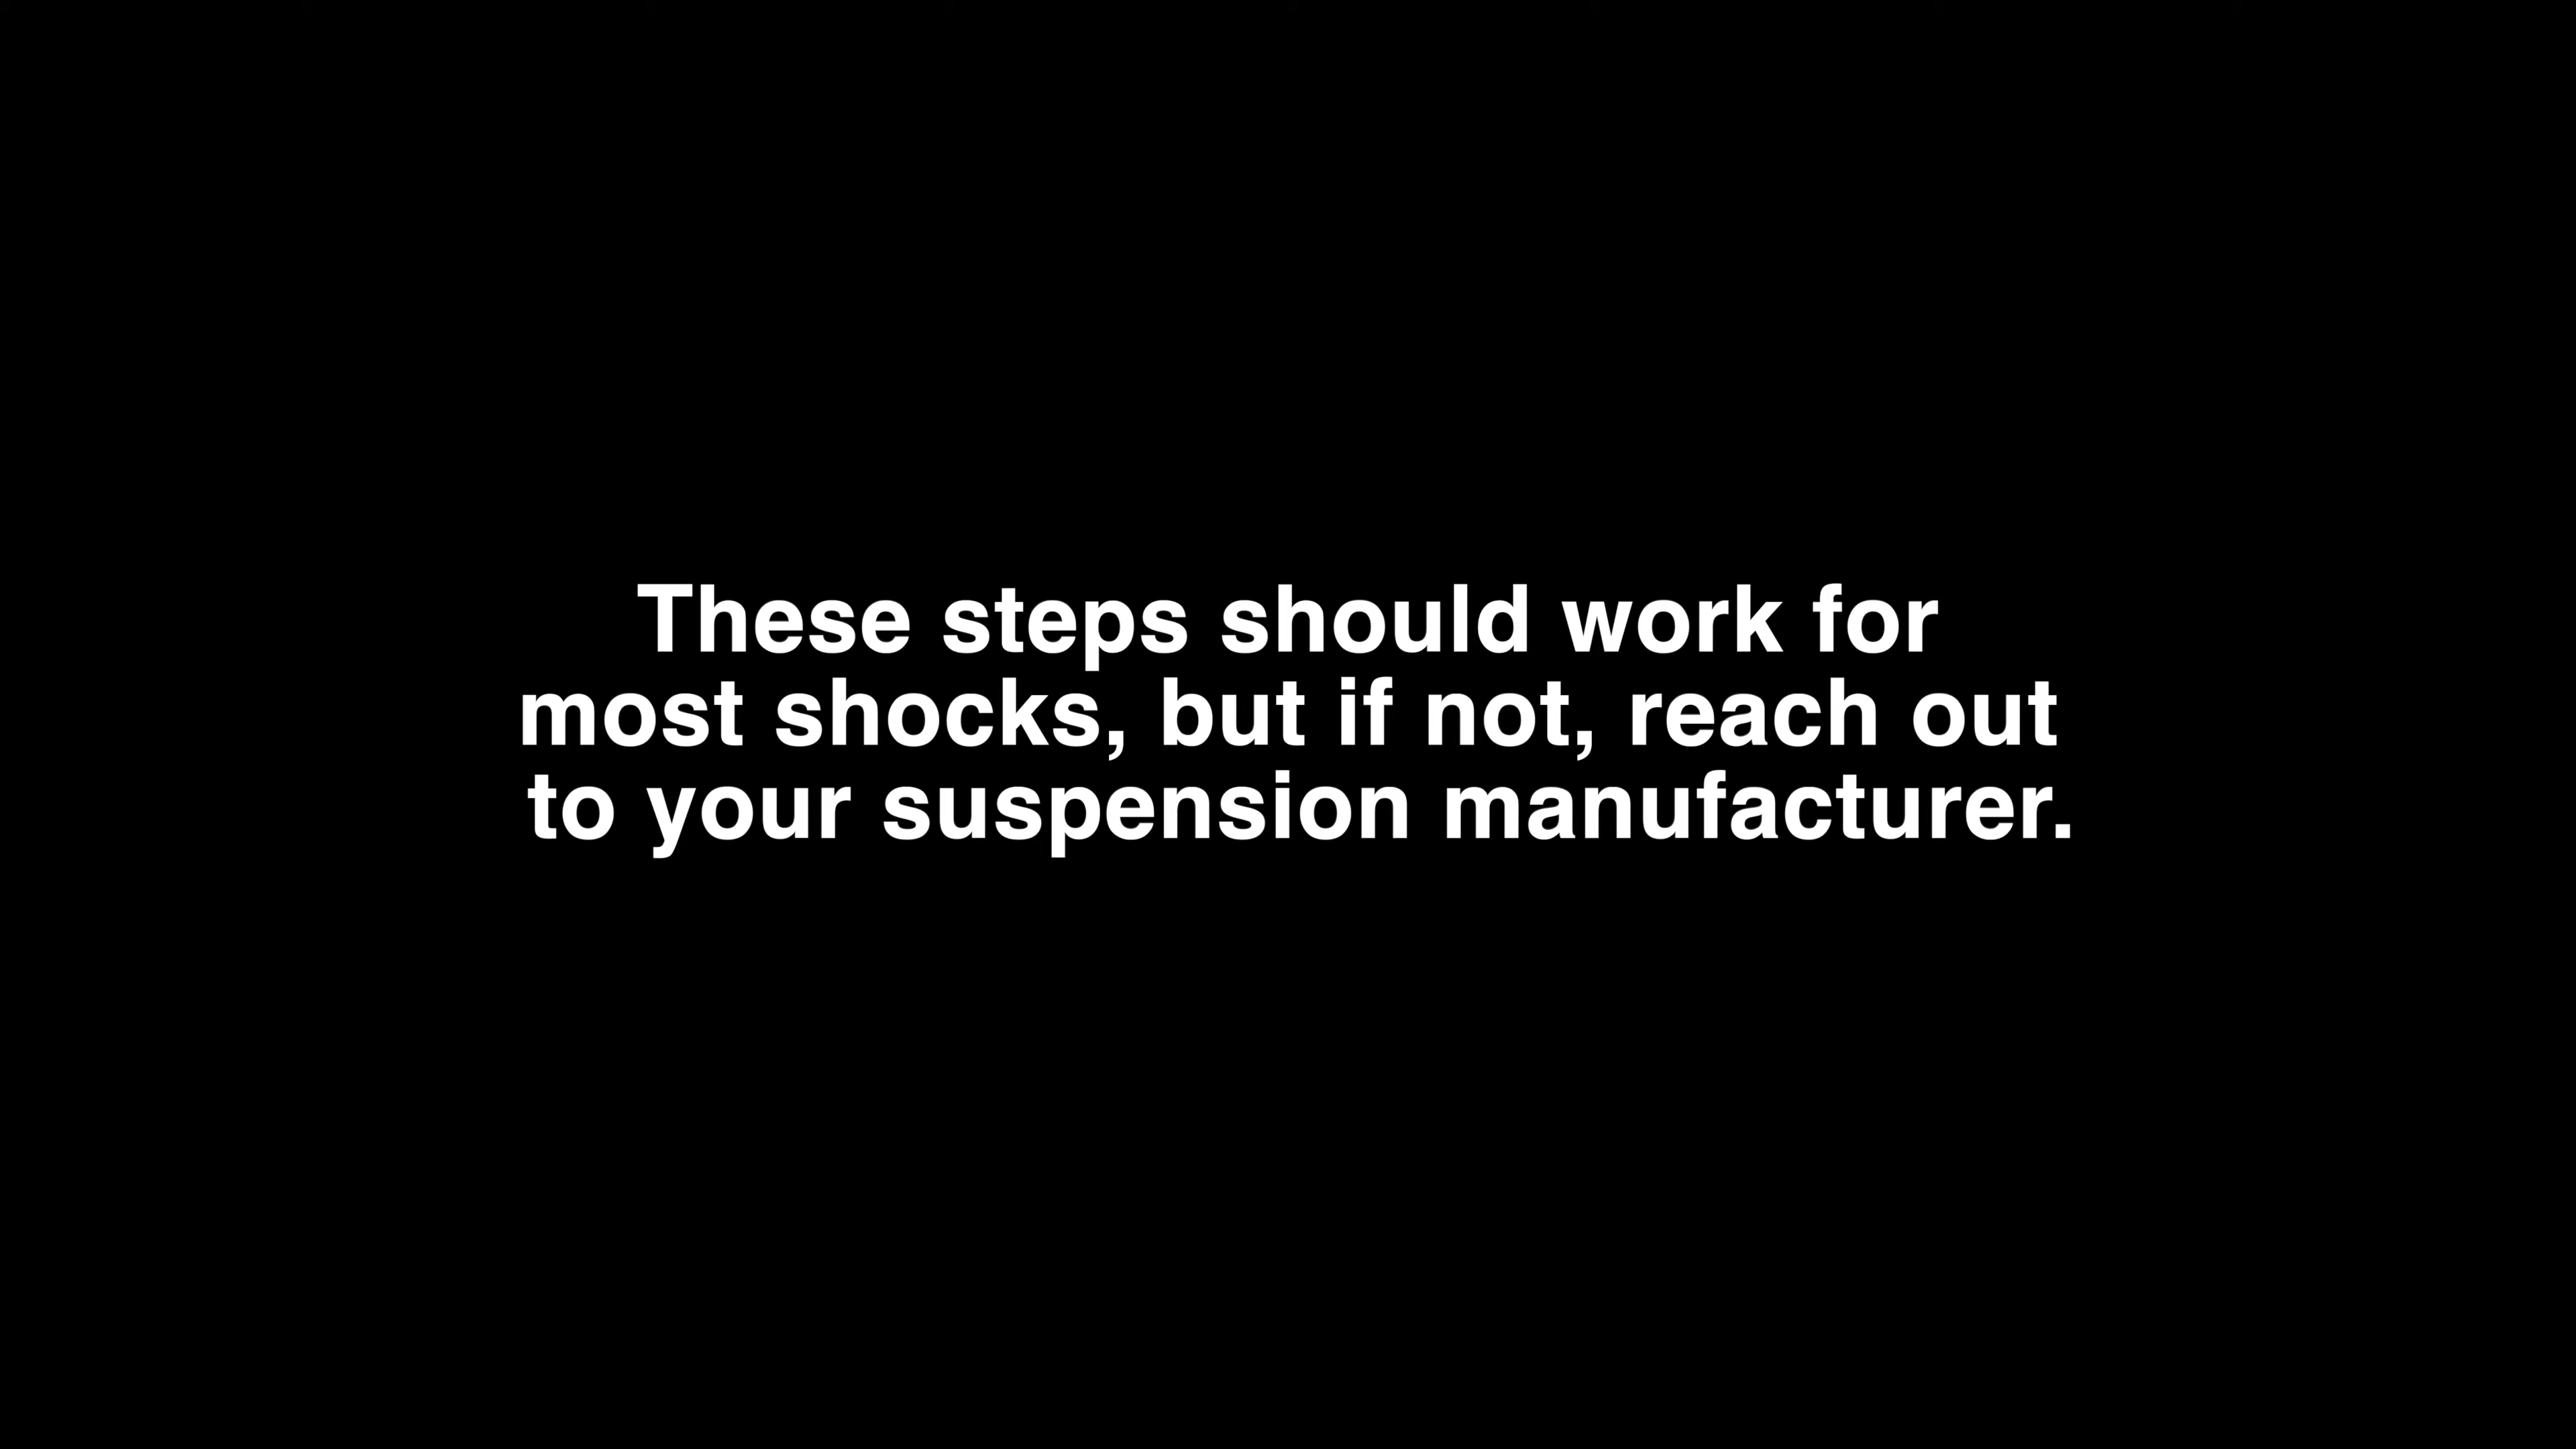 These steps should work for
most shocks, but if not, reach out
to your suspension manufacturer.